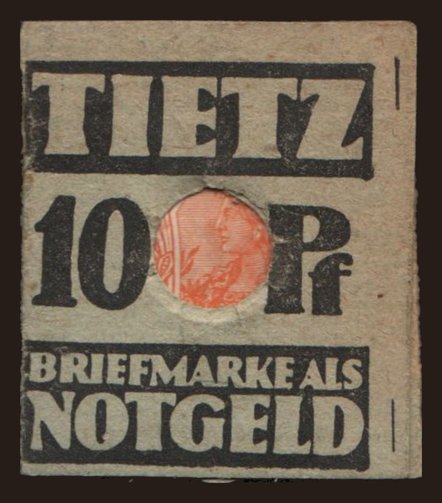 TIETZ
10 Pf
BRIEFMARKE ALS
NOTGELD